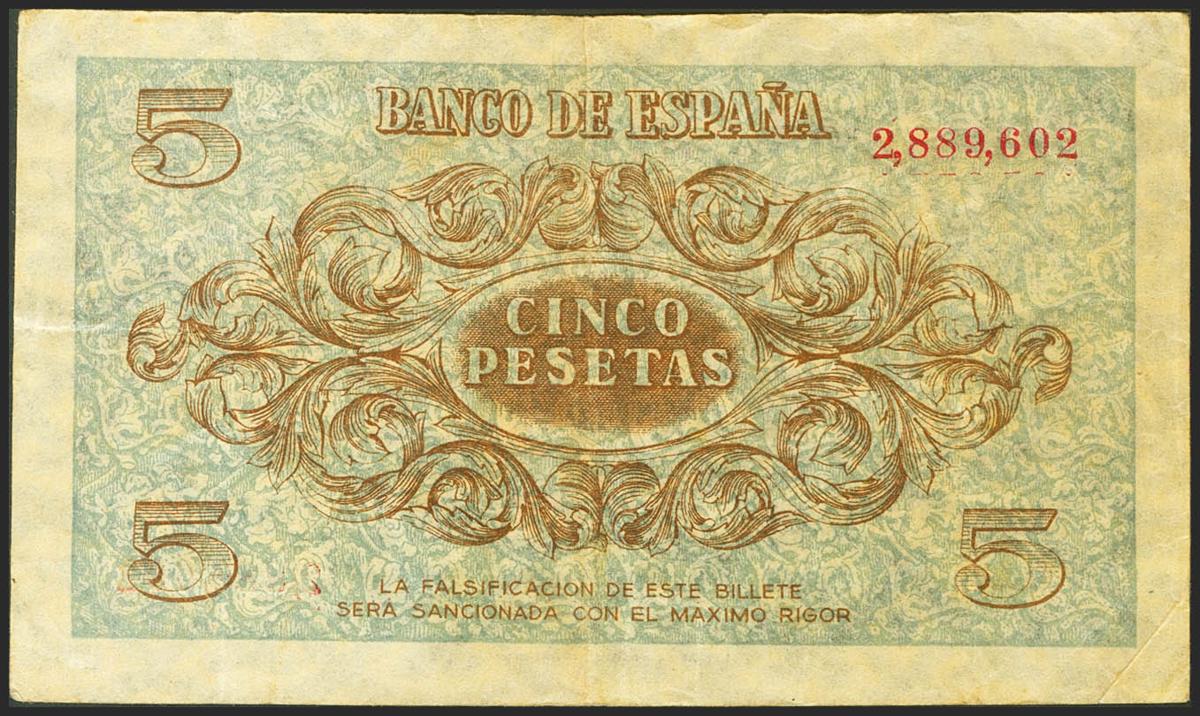 5
BANCO DE ESPAÑA
2,889,602
CINCO
PESETAS
5
5
LA FALSIFICACION DE ESTE BILLETE
SERA SANCIONADA CON EL MAXIMO RIGOR